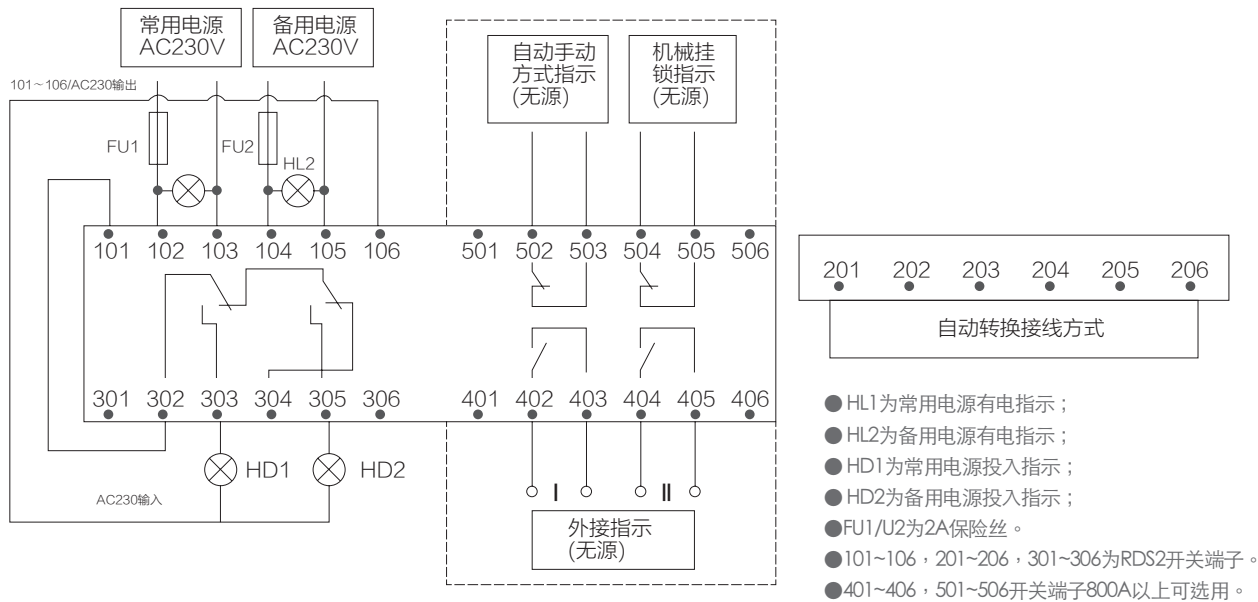 常用电源
AC230V
备用电源
AC230V
101~106/AC230输出
FU1
FU2
HL2
自动手动
方式指示
(无源)
机械挂
锁指示
(无源)
101 102 103 104 105 106
501 502 503 504 505 506
201 202 203 204 205 206
自动转换接线方式
301 302 303 304 305 306
401 402 403 404 405 406
HD1
HD2
AC230输入
I
II
外接指示
(无源)
●HL1为常用电源有电指示；
●HL2为备用电源有电指示；
●HD1为常用电源投入指示；
●HD2为备用电源投入指示；
●FU1/U2为2A保险丝。
●101~106，201~206，301~306为RDS2开关端子。
●401~406，501~506开关端子800A以上可选用。